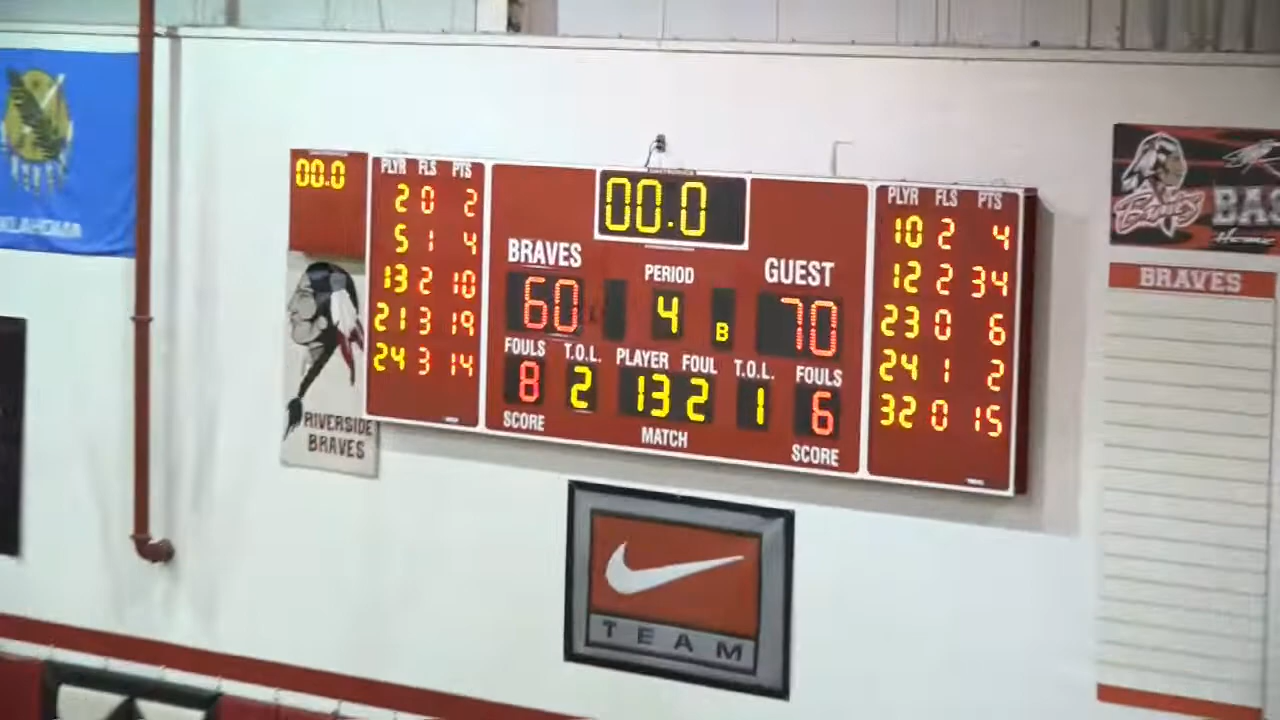 OKLAHOMA
00.0
PLYR FLS PTS
2 0 2
5 1 4
13 2 10
21 3 19
24 3 14
00.0
BRAVES
PERIOD
GUEST
60
4
B
70
FOULS T.O.L. PLAYER FOUL T.O.L. FOULS
8 2 13 2 1 6
SCORE
MATCH
SCORE
PLYR FLS PTS
10 2 4
12 2 34
23 0 6
24 1 2
32 0 15
RIVERSIDE
BRAVES
TEAM
Braves
BAS
BRAVES